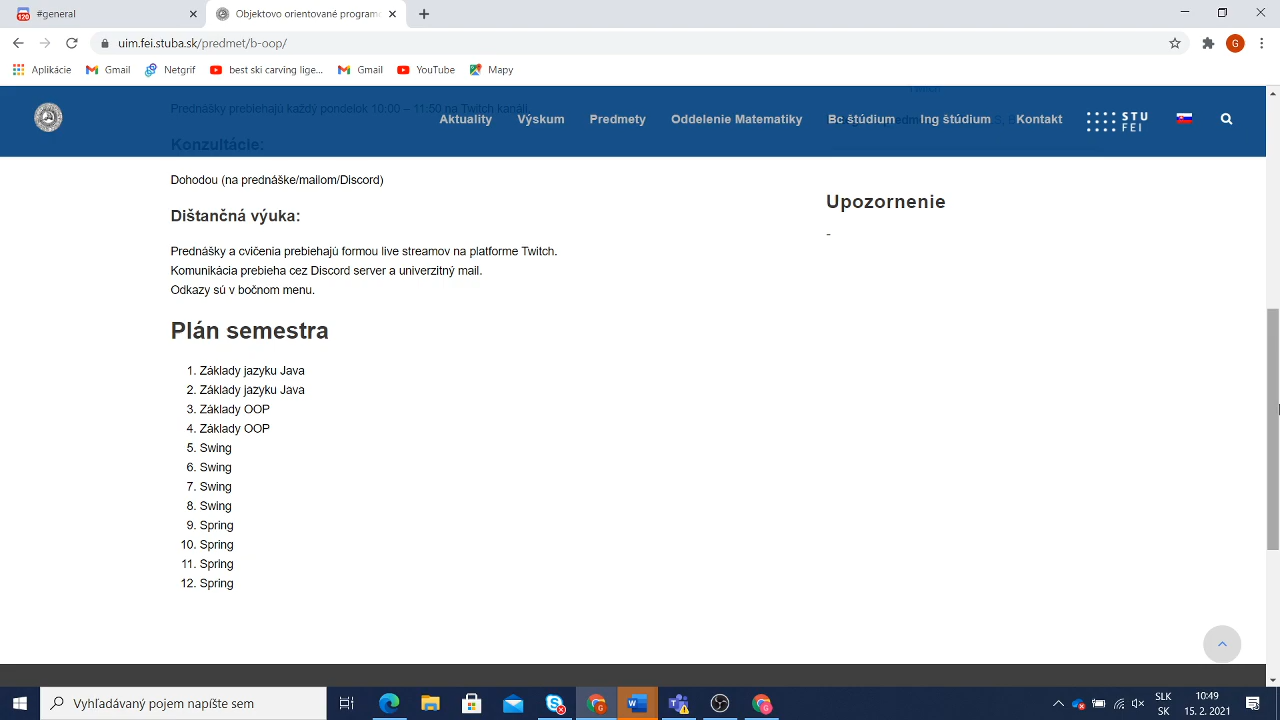 #general
Objektovo orientované programo
uim.fei.stuba.sk/predmet/b-oop/
G
Aplikácie
Gmail
Netgrif
best ski carving lige...
Gmail
YouTube
Mapy
Twitch
Prednášky prebiehajú každý pondelok 10:00 – 11:50 na Twitch kanáli.
Aktuality
Výskum
Predmety
Oddelenie Matematiky
Bc štúdium
Ing štúdium
Kontakt
STU
FEI
Konzultácie:
Dohodou (na prednáške/mailom/Discord)
Upozornenie
-
Dištančná výuka:
Prednášky a cvičenia prebiehajú formou live streamov na platforme Twitch.
Komunikácia prebieha cez Discord server a univerzitný mail.
Odkazy sú v bočnom menu.
Plán semestra
1. Základy jazyku Java
2. Základy jazyku Java
3. Základy OOP
4. Základy OOP
5. Swing
6. Swing
7. Swing
8. Swing
9. Spring
10. Spring
11. Spring
12. Spring
Vyhľadávaný pojem napíšte sem
SLK
SK
10:49
15. 2. 2021